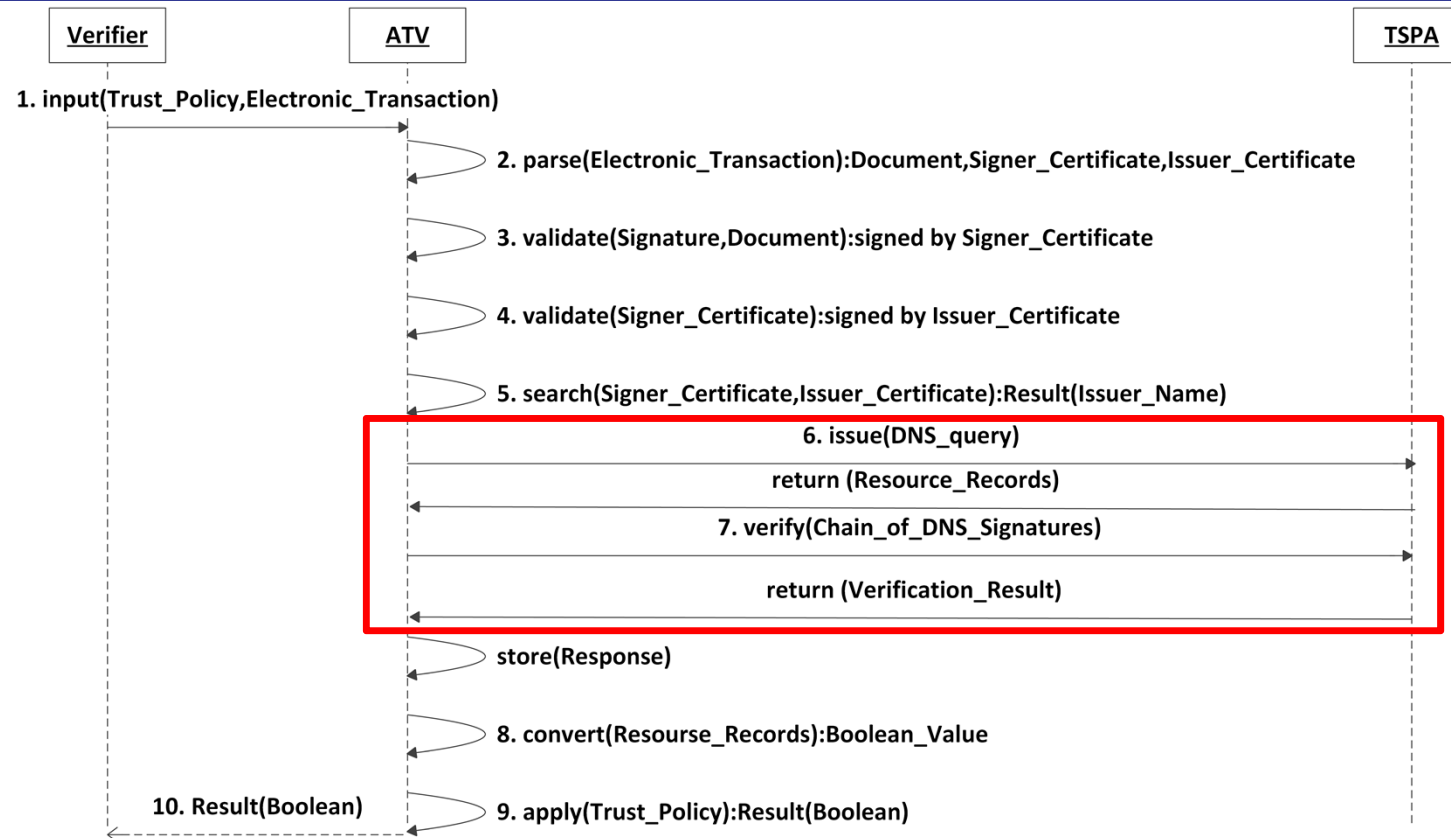 Verifier
ATV
TSPA
1. input(Trust_Policy,Electronic_Transaction)
2. parse(Electronic_Transaction):Document,Signer_Certificate,Issuer_Certificate
3. validate(Signature,Document):signed by Signer_Certificate
4. validate(Signer_Certificate):signed by Issuer_Certificate
5. search(Signer_Certificate,Issuer_Certificate):Result(Issuer_Name)
6. issue(DNS_query)
return (Resource_Records)
7. verify(Chain_of_DNS_Signatures)
return (Verification_Result)
store(Response)
8. convert(Resourse_Records):Boolean_Value
10. Result(Boolean)
9. apply(Trust_Policy):Result(Boolean)